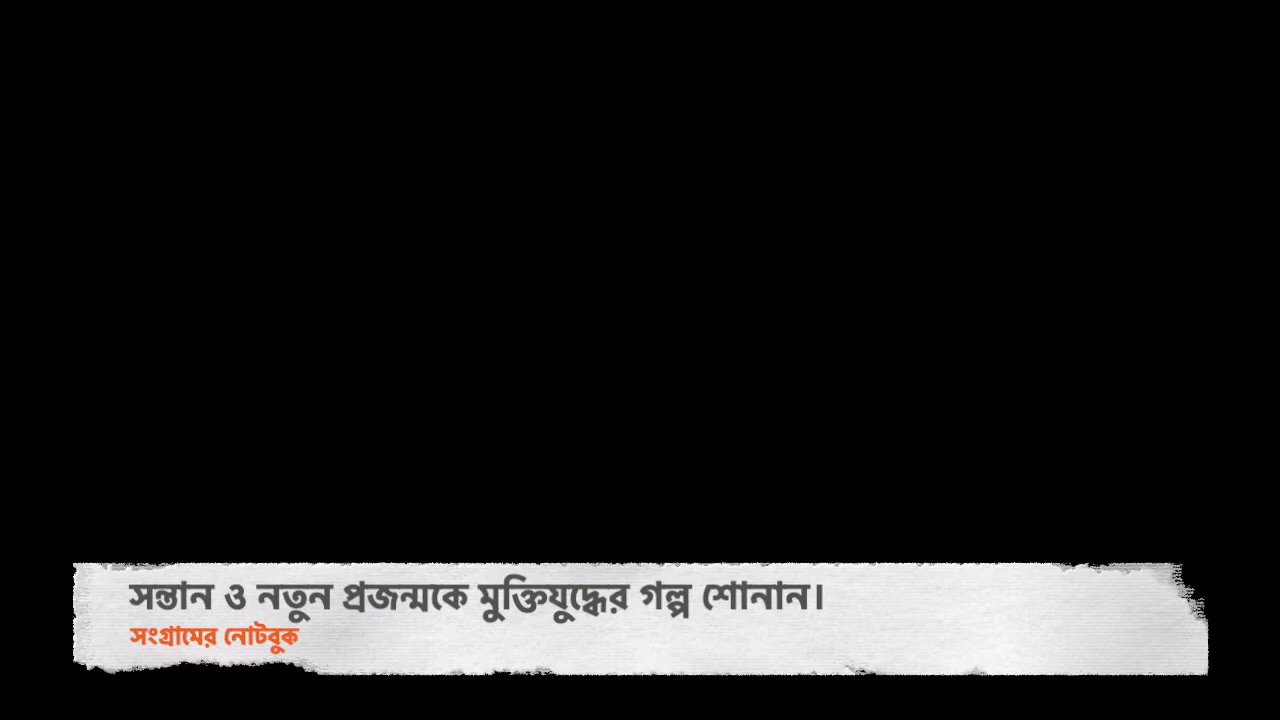 সন্তান ও নতুন প্রজন্মকে মুক্তিযুদ্ধের গল্প শোনান।
সংগ্রামের নোটবুক